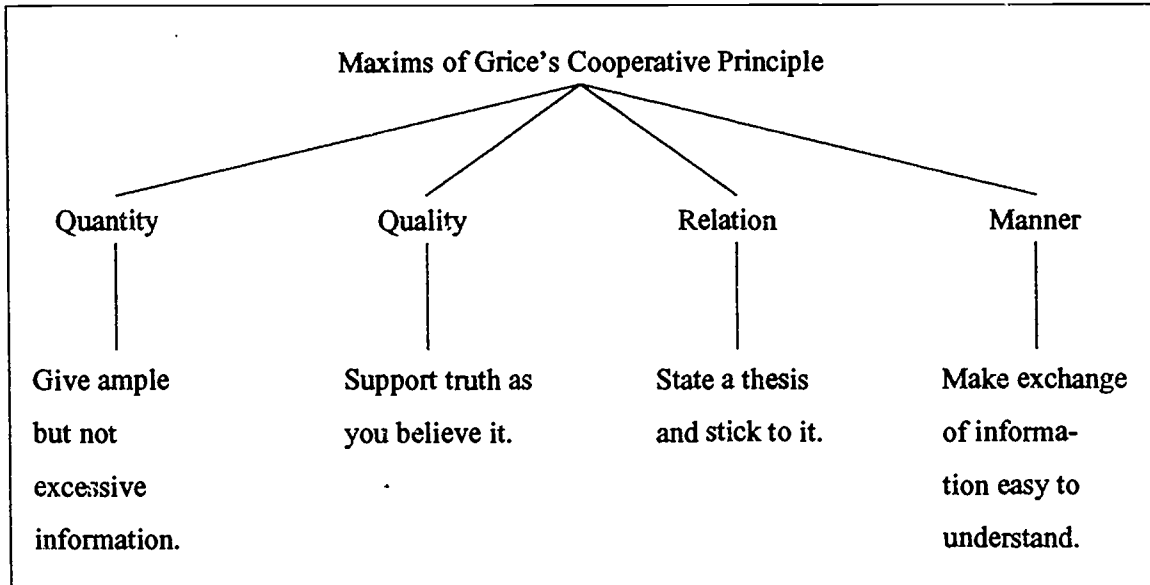 Maxims of Grice's Cooperative Principle
Quantity
Quality
Relation
Manner
Give ample
but not
excessive
information.
Support truth as
you believe it.
State a thesis
and stick to it.
Make exchange
of informa-
tion easy to
understand.